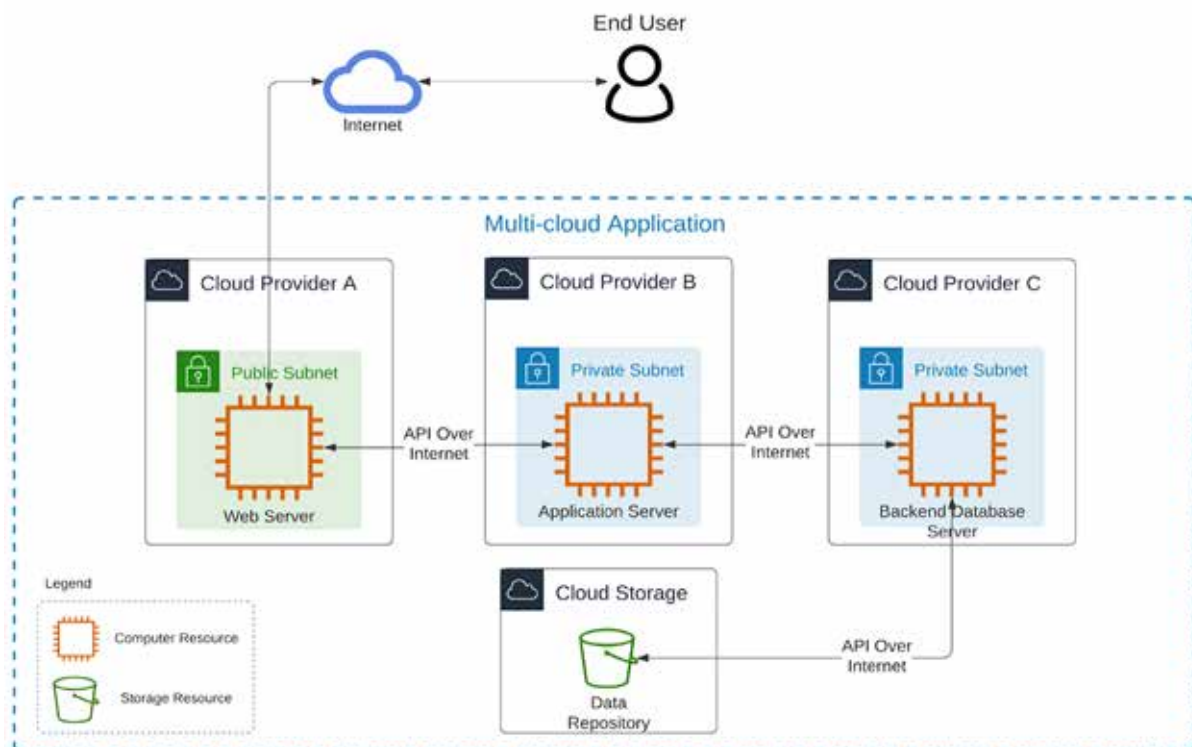 End User
Internet
Multi-cloud Application
Cloud Provider A
Cloud Provider B
Cloud Provider C
Public Subnet
Private Subnet
Private Subnet
API Over
Internet
API Over
Internet
Web Server
Application Server
Backend Database
Server
Legend
Computer Resource
Storage Resource
Cloud Storage
Data
Repository
API Over
Internet